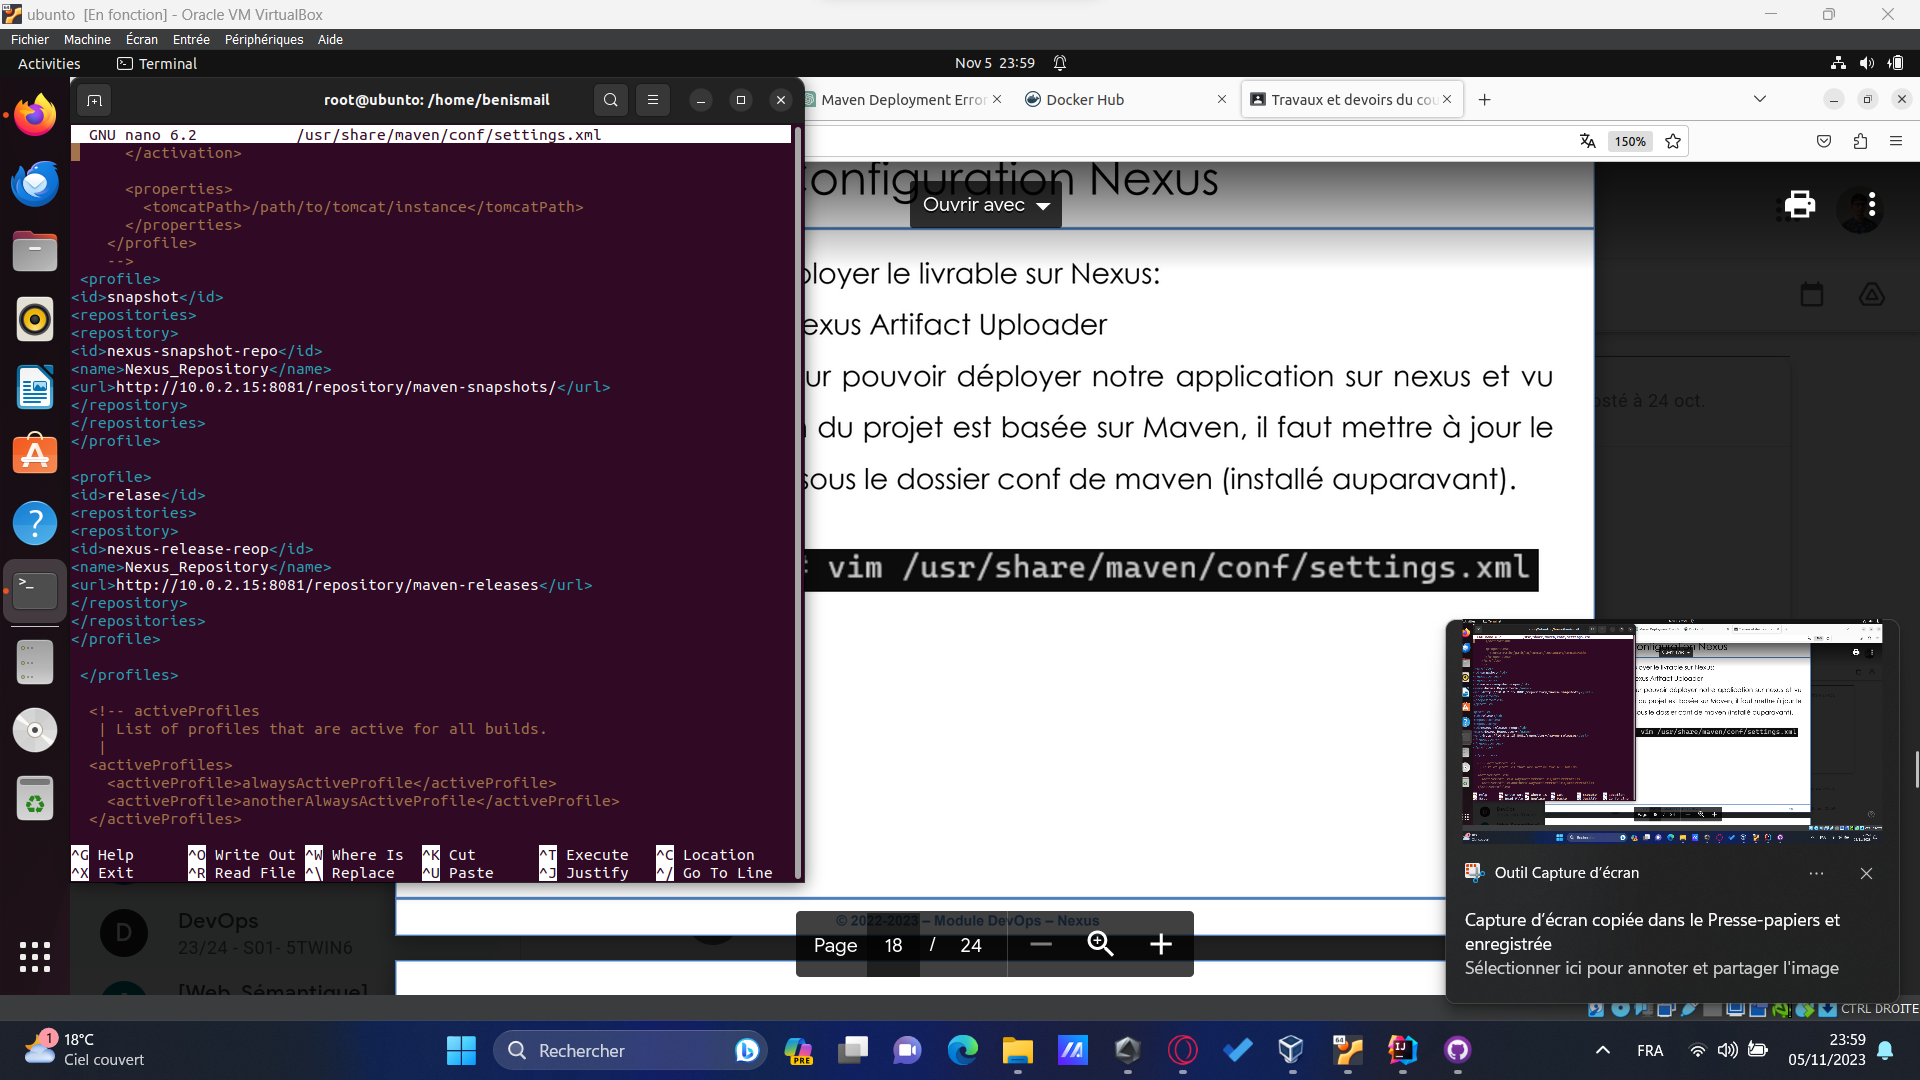 ubunto [En fonction] - Oracle VM VirtualBox
Fichier Machine Écran Entrée Périphériques Aide
Activities Terminal Nov 5 23:59
root@ubunto: /home/benismail
GNU nano 6.2 /usr/share/maven/conf/settings.xml
</activation>
<properties>
<tomcatPath>/path/to/tomcat/instance</tomcatPath>
</properties>
</profile>
-->
<profile>
<id>snapshot</id>
<repositories>
<repository>
<id>nexus-snapshot-repo</id>
<name>Nexus_Repository</name>
<url>http://10.0.2.15:8081/repository/maven-snapshots/</url>
</repository>
</repositories>
</profile>
<profile>
<id>relase</id>
<repositories>
<repository>
<id>nexus-release-reop</id>
<name>Nexus_Repository</name>
<url>http://10.0.2.15:8081/repository/maven-releases</url>
</repository>
</repositories>
</profile>
</profiles>
<!-- activeProfiles
| List of profiles that are active for all builds.
|
<activeProfiles>
<activeProfile>alwaysActiveProfile</activeProfile>
<activeProfile>anotherAlwaysActiveProfile</activeProfile>
</activeProfiles>
^G Help ^O Write Out ^W Where Is ^K Cut ^T Execute ^C Location
^X Exit ^R Read File ^\ Replace ^U Paste ^J Justify ^/ Go To Line
Maven Deployment Error
Docker Hub
Travaux et devoirs du cou
150%
onfiguration Nexus
Ouvrir avec
ployer le livrable sur Nexus:
exus Artifact Uploader
ur pouvoir déployer notre application sur nexus et vu
du projet est basée sur Maven, il faut mettre à jour le
sous le dossier conf de maven (installé auparavant).
vim /usr/share/maven/conf/settings.xml
osté à 24 oct.
© 2022-2023 – Module DevOps – Nexus
Page 18 / 24
D DevOps
23/24 - S01- 5TWIN6
[Web Sémantique]
Outil Capture d'écran
Capture d'écran copiée dans le Presse-papiers et
enregistrée
Sélectionner ici pour annoter et partager l'image
CTRL DROITE
1 18°C
Ciel couvert
Rechercher
PRE
64
IJ
FRA
23:59
05/11/2023